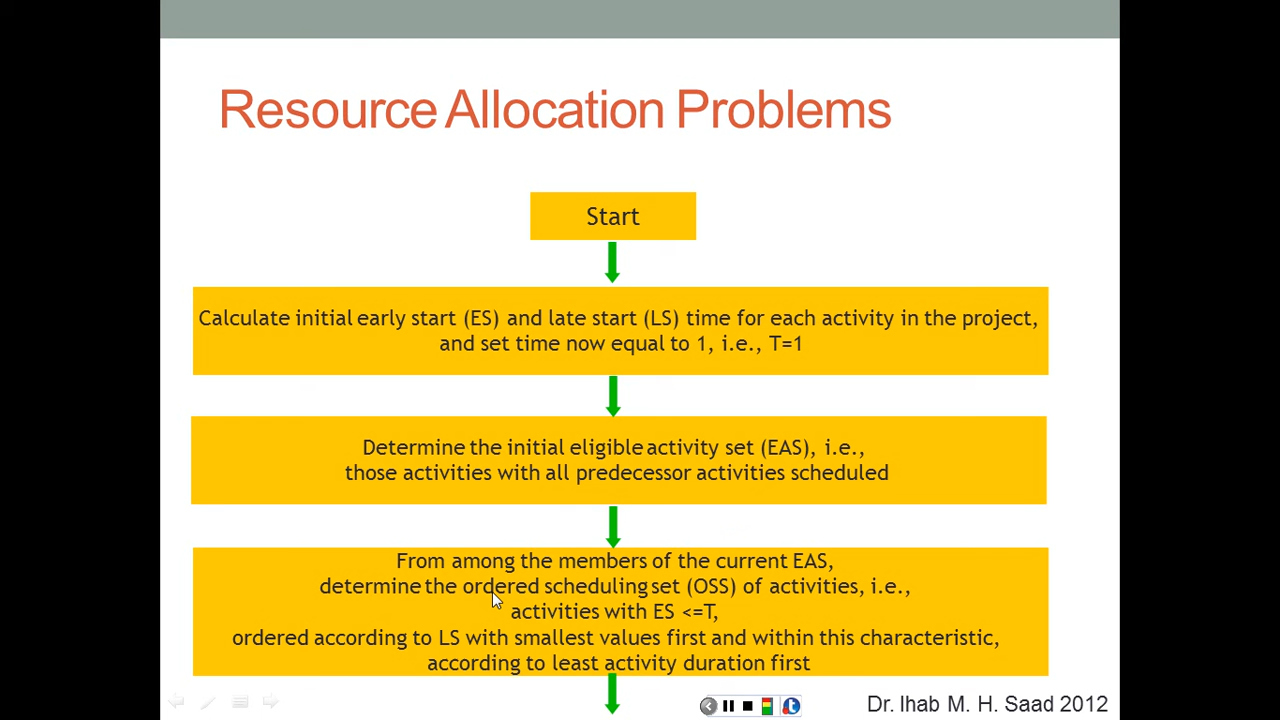 Resource Allocation Problems
Start
Calculate initial early start (ES) and late start (LS) time for each activity in the project,
and set time now equal to 1, i.e., T=1
Determine the initial eligible activity set (EAS), i.e.,
those activities with all predecessor activities scheduled
From among the members of the current EAS,
determine the ordered scheduling set (OSS) of activities, i.e.,
activities with ES <=T,
ordered according to LS with smallest values first and within this characteristic,
according to least activity duration first
Dr. Ihab M. H. Saad 2012